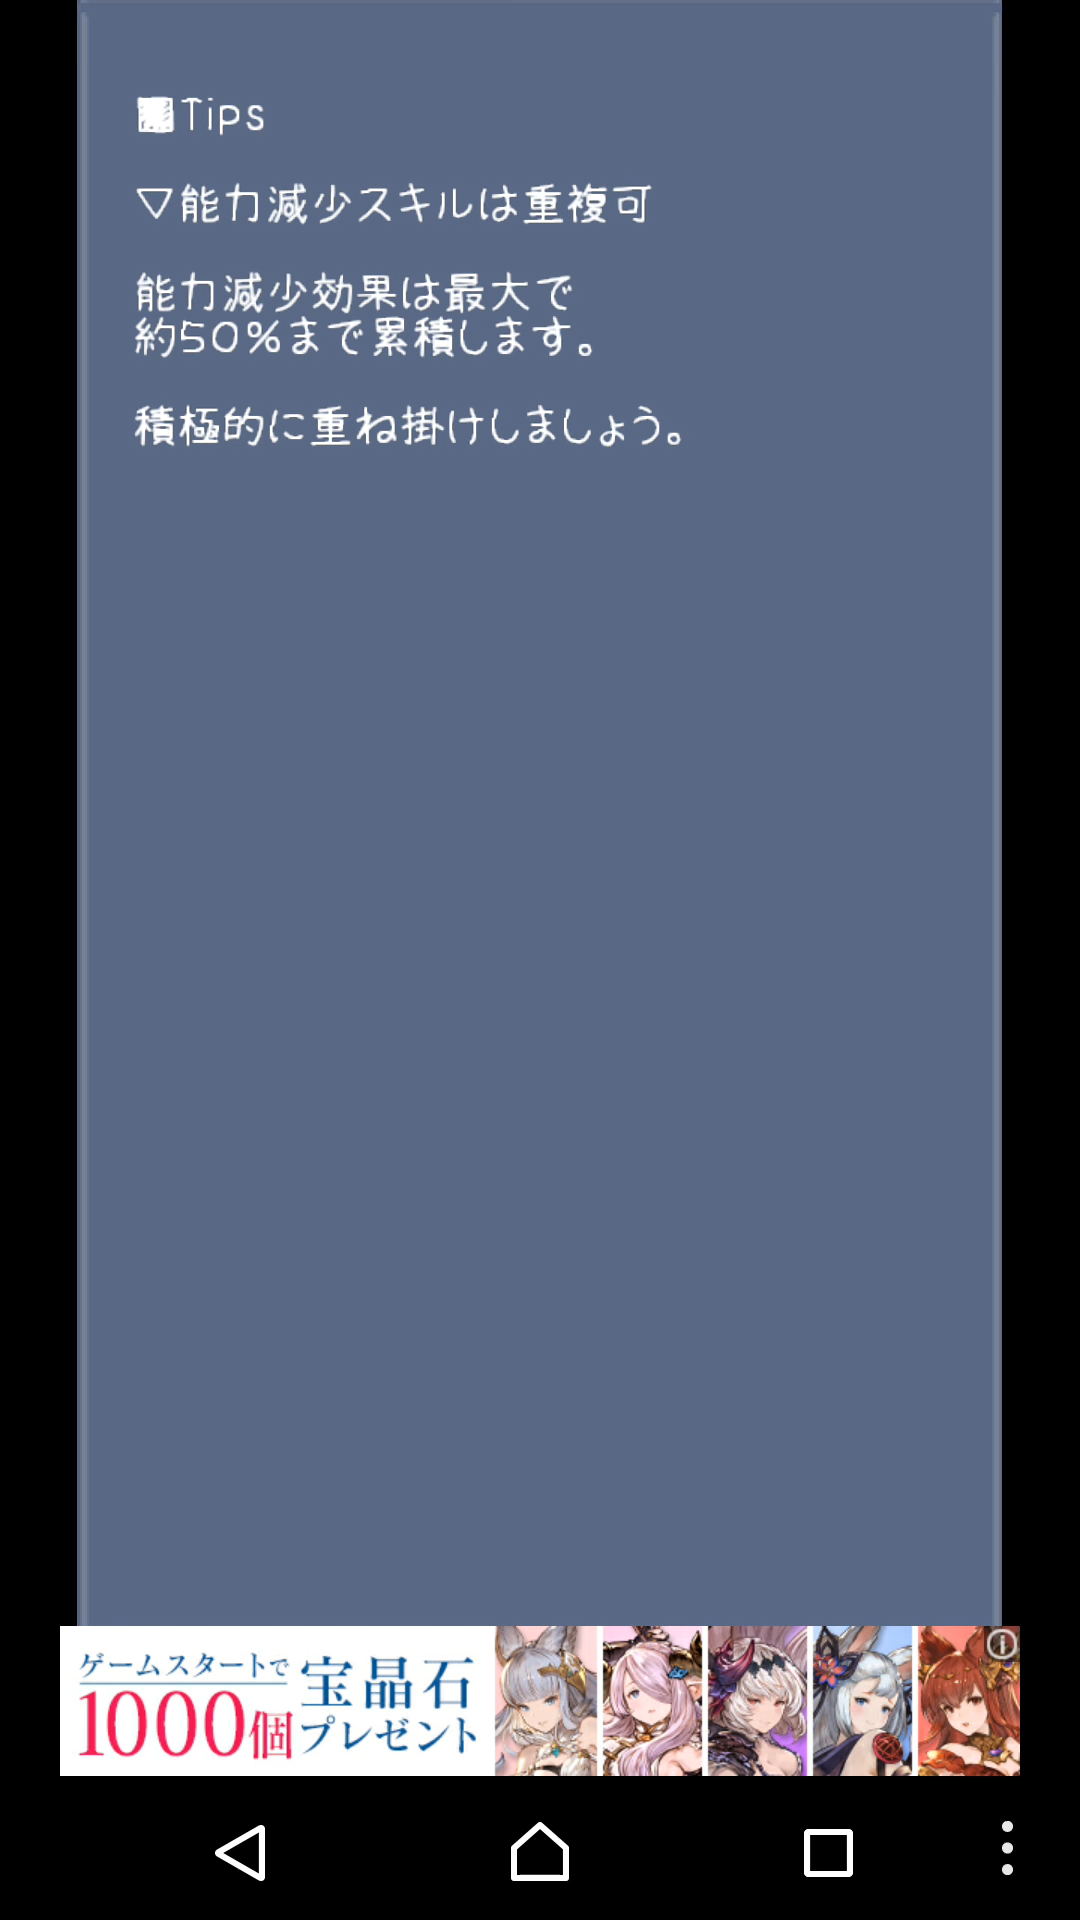 ■Tips
▽能力減少スキルは重複可
能力減少効果は最大で
約50%まで累積します。
積極的に重ね掛けしましょう。
ゲームスタートで
1000個
宝晶石
プレゼント